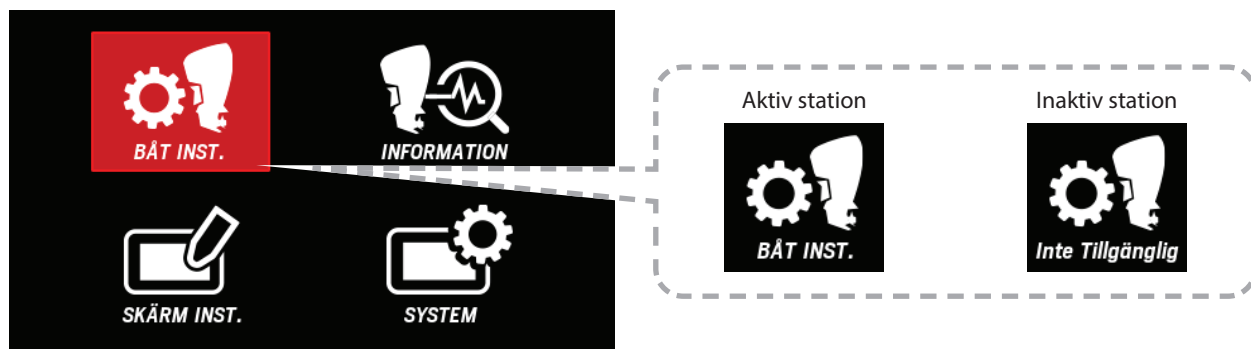 BÅT INST.
INFORMATION
SKÄRM INST.
SYSTEM
Aktiv station
Inaktiv station
BÅT INST.
Inte Tillgänglig